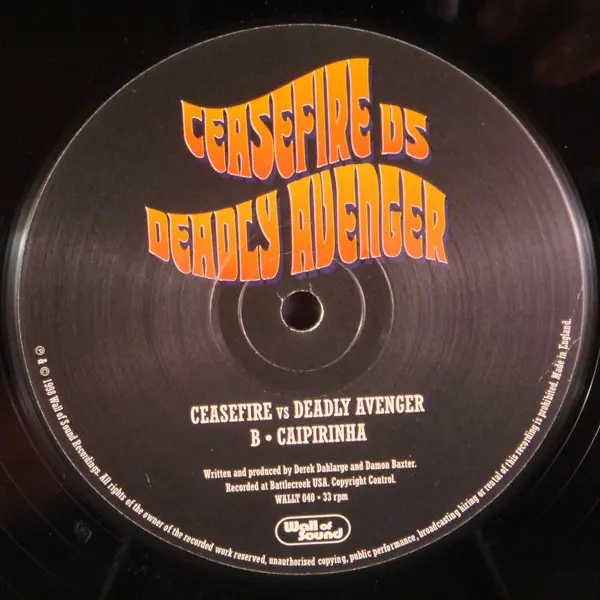 CEASEFIRE VS
DEADLY AVENGER
CEASEFIRE vs DEADLY AVENGER
B • CAIPIRINHA
Written and produced by Derek Dahlarge and Damon Baxter.
Recorded at Battlecreek USA. Copyright Control.
WALLT 040 • 33 rpm
Wall of
Sound
℗ & © 1998 Wall of Sound Recordings. All rights of the owner of the recorded work reserved, unauthorised copying, public performance, broadcasting hiring or rental of this recording is prohibited. Made in England.